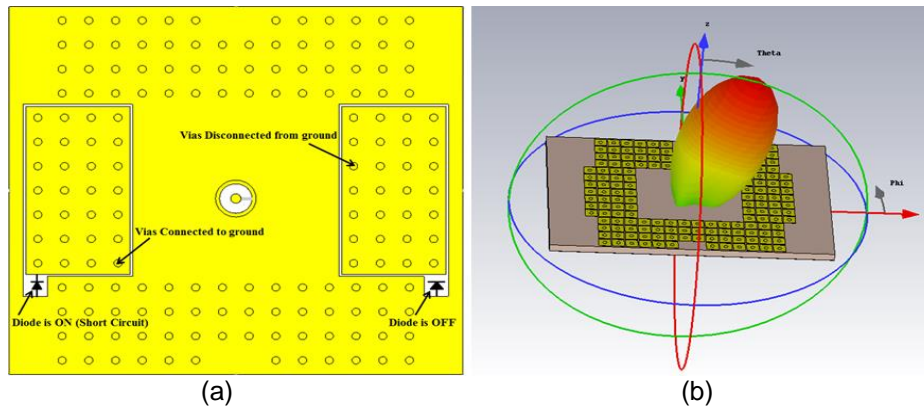 Vias Disconnected from ground
Vias Connected to ground
Diode is ON (Short Circuit)
Diode is OFF
(a)
z
Theta
y
Phi
(b)